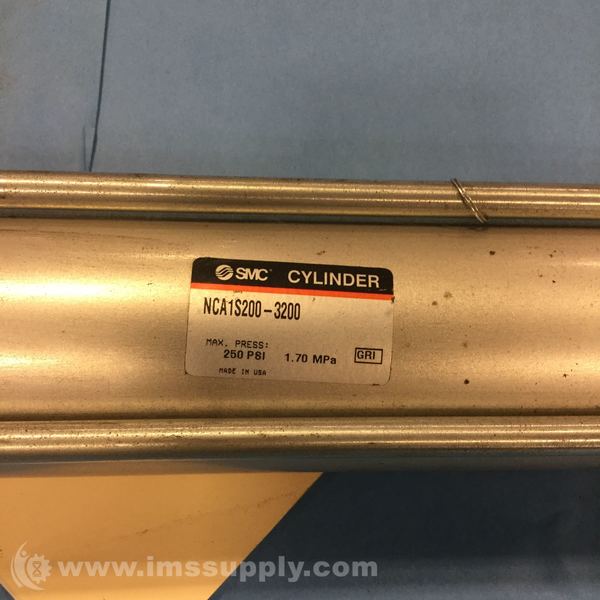 SMC CYLINDER
NCA1S200-3200
MAX. PRESS:
250 PSI 1.70 MPa GRI
MADE IN USA
© www.imssupply.com